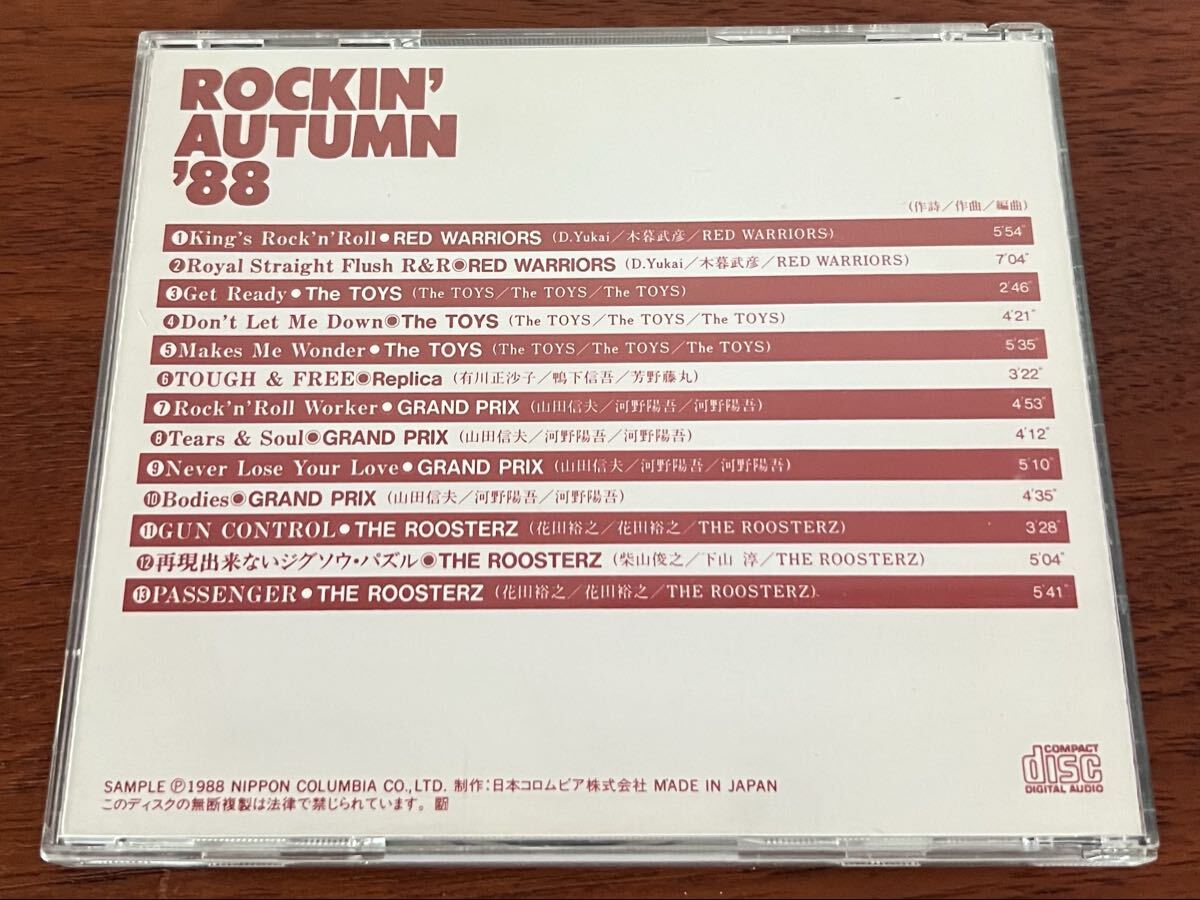 ROCKIN'
AUTUMN
'88
(作詩／作曲／編曲)
❶King's Rock'n'Roll●RED WARRIORS (D.Yukai／木暮武彦／RED WARRIORS) 5'54"
❷Royal Straight Flush R&R◉RED WARRIORS (D.Yukai／木暮武彦／RED WARRIORS) 7'04"
❸Get Ready●The TOYS (The TOYS／The TOYS／The TOYS) 2'46"
❹Don't Let Me Down◉The TOYS (The TOYS／The TOYS／The TOYS) 4'21"
❺Makes Me Wonder●The TOYS (The TOYS／The TOYS／The TOYS) 5'35"
❻TOUGH & FREE◉Replica (有川正沙子／鴨下信吾／芳野藤丸) 3'22"
❼Rock'n'Roll Worker●GRAND PRIX (山田信夫／河野陽吾／河野陽吾) 4'53"
❽Tears & Soul◉GRAND PRIX (山田信夫／河野陽吾／河野陽吾) 4'12"
❾Never Lose Your Love●GRAND PRIX (山田信夫／河野陽吾／河野陽吾) 5'10"
❿Bodies◉GRAND PRIX (山田信夫／河野陽吾／河野陽吾) 4'35"
⓫GUN CONTROL●THE ROOSTERZ (花田裕之／花田裕之／THE ROOSTERZ) 3'28"
⓬再現出来ないジグソウ・パズル◉THE ROOSTERZ (柴山俊之／下山 淳／THE ROOSTERZ) 5'04"
⓭PASSENGER●THE ROOSTERZ (花田裕之／花田裕之／THE ROOSTERZ). 5'41"
SAMPLE ℗1988 NIPPON COLUMBIA CO.,LTD. 制作：日本コロムビア株式会社 MADE IN JAPAN
このディスクの無断複製は法律で禁じられています。
COMPACT
disc
DIGITAL AUDIO